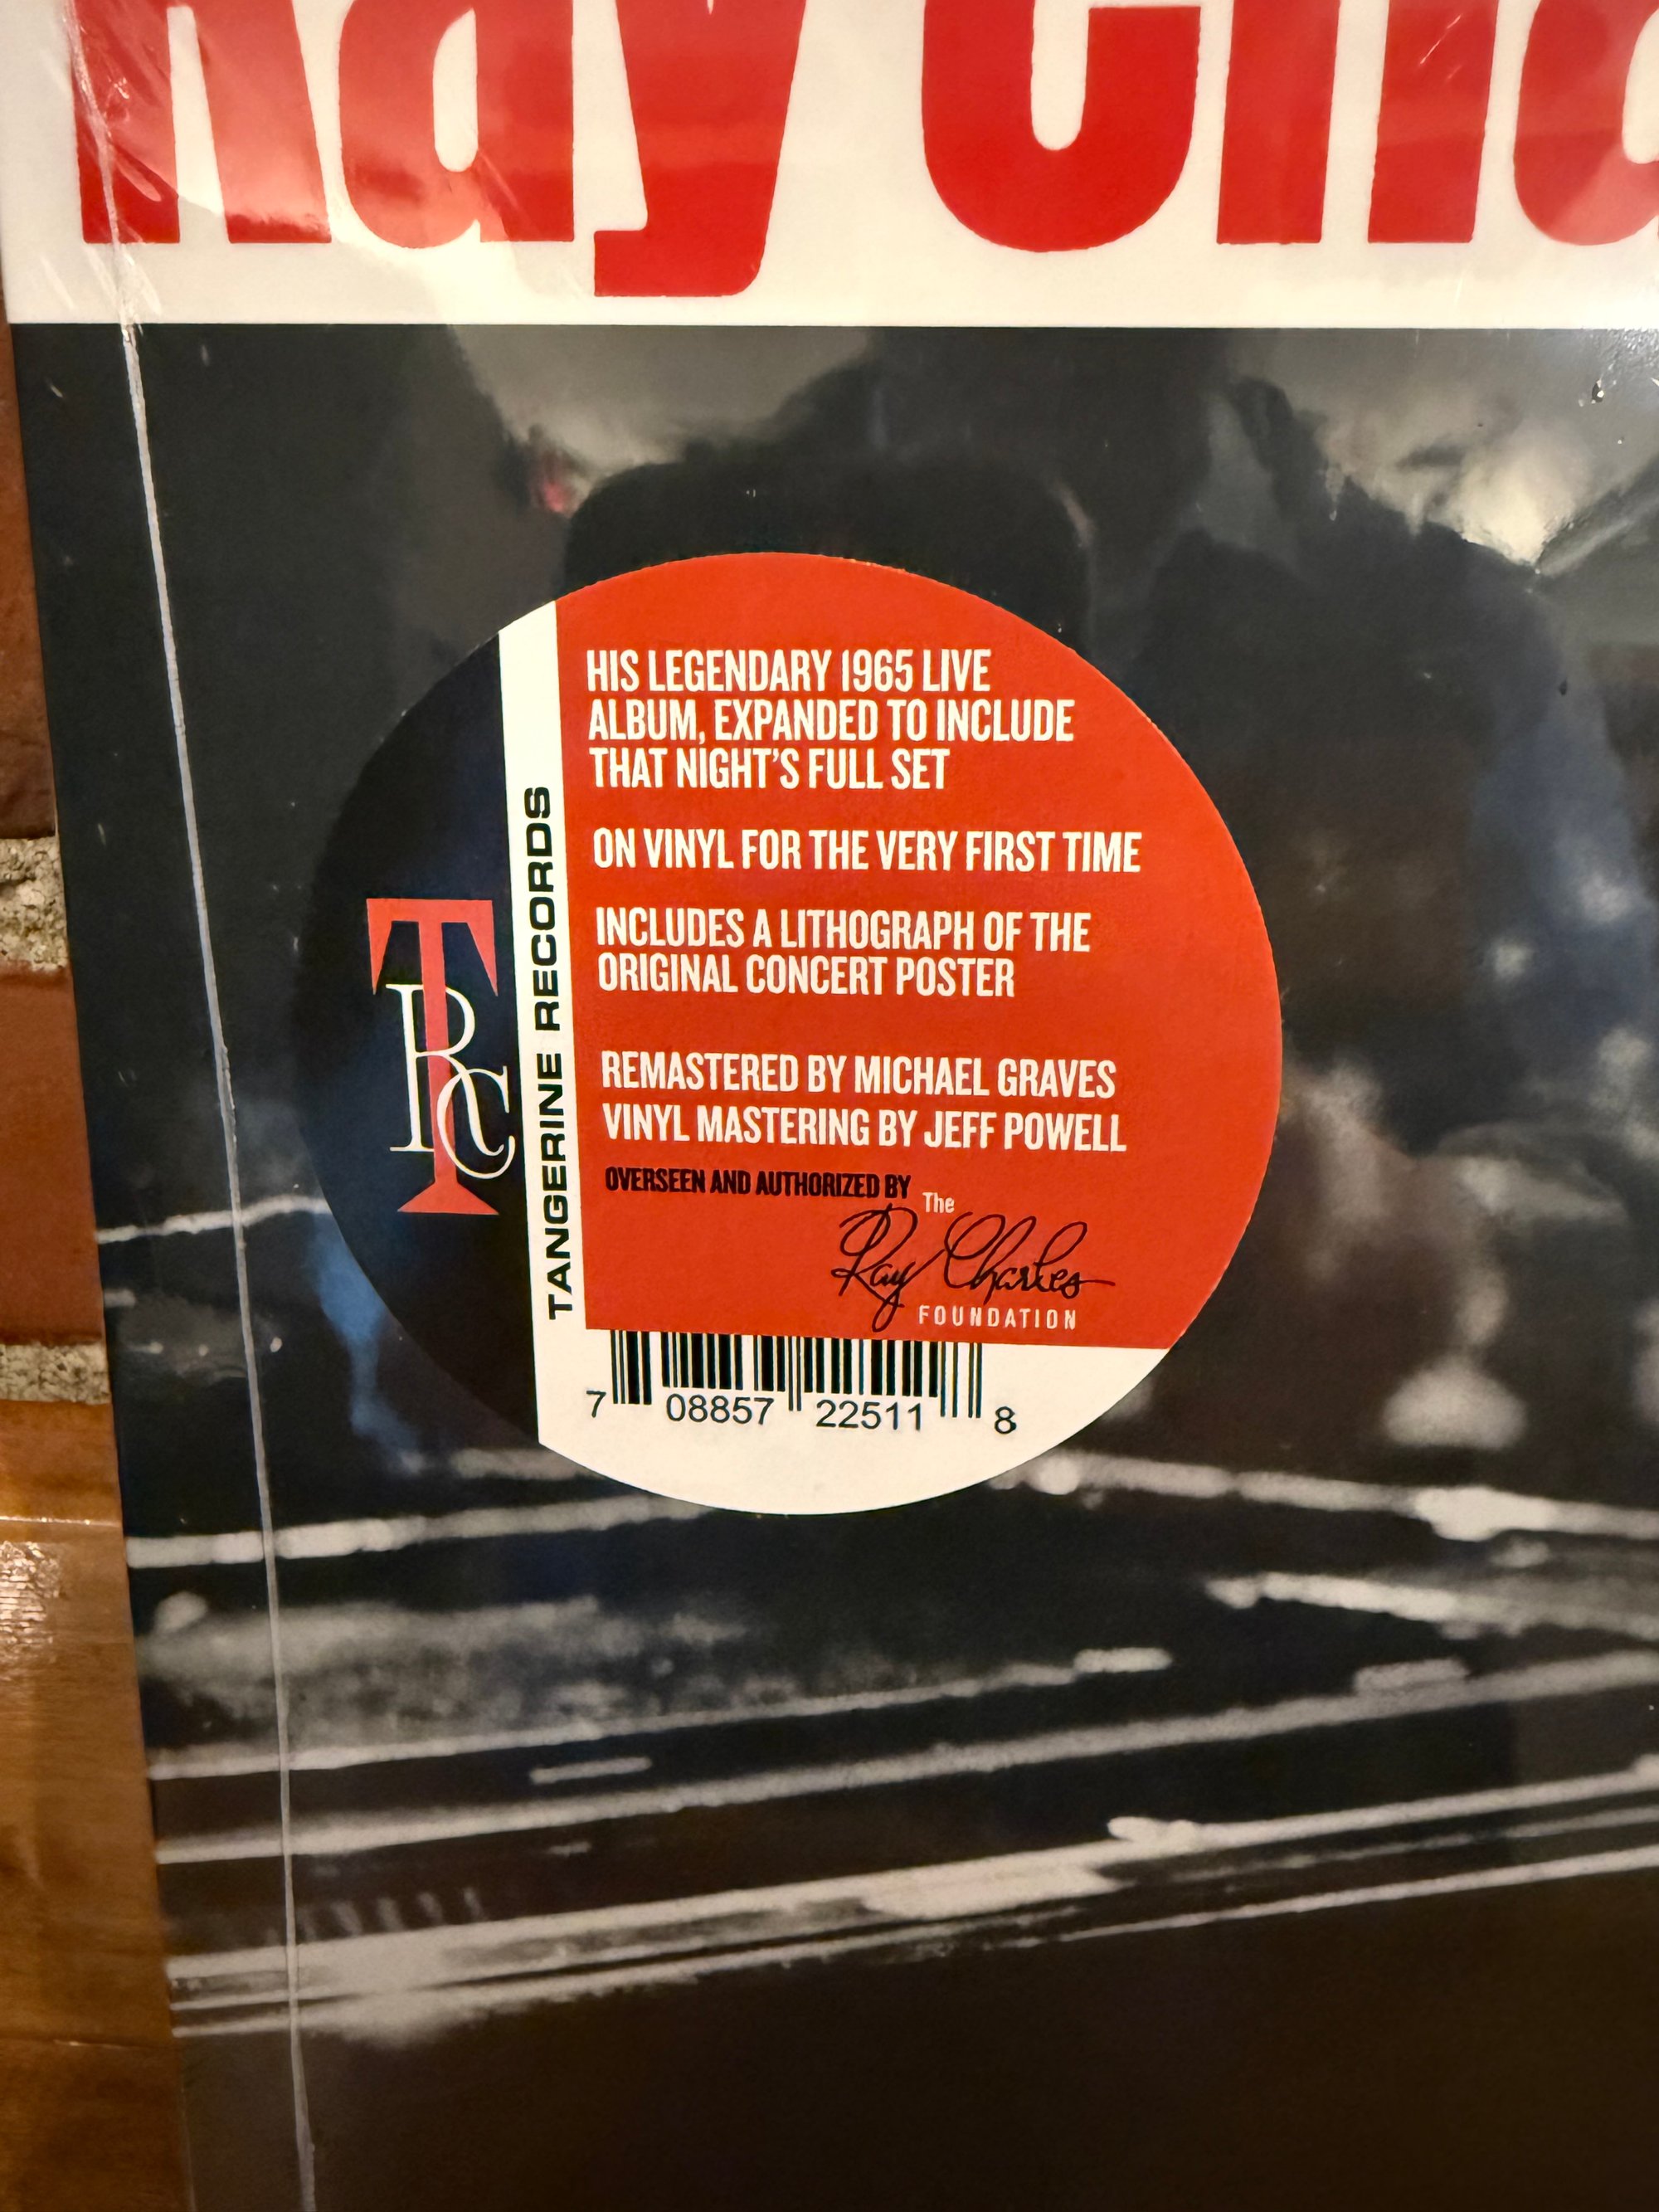 Ray Cha
HIS LEGENDARY 1965 LIVE
ALBUM, EXPANDED TO INCLUDE
THAT NIGHT'S FULL SET
ON VINYL FOR THE VERY FIRST TIME
INCLUDES A LITHOGRAPH OF THE
ORIGINAL CONCERT POSTER
REMASTERED BY MICHAEL GRAVES
VINYL MASTERING BY JEFF POWELL
OVERSEEN AND AUTHORIZED BY
The
Ray Charles
FOUNDATION
TRC
TANGERINE RECORDS
7 08857 22511 8